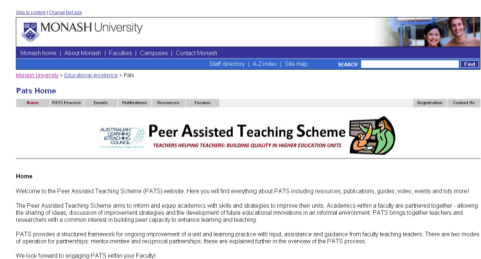 Skip to content | Change text size
MONASH University
Monash home | About Monash | Faculties | Campuses | Contact Monash
Staff directory | A-Z index | Site map SEARCH Find
Monash University > Educational-excellence > Pats
Pats Home
Home PATS Process Events Publications Resources Forums Registration Contact Us
AUSTRALIAN LEARNING & TEACHING COUNCIL
Peer Assisted Teaching Scheme
TEACHERS HELPING TEACHERS: BUILDING QUALITY IN HIGHER EDUCATION UNITS
Home
Welcome to the Peer Assisted Teaching Scheme (PATS) website. Here you will find everything about PATS including resources, publications, guides, video, events and lots more!
The Peer Assisted Teaching Scheme aims to inform and equip academics with skills and strategies to improve their units. Academics within a faculty are partnered together - allowing
the sharing of ideas; discussion of improvement strategies and the development of future educational innovations in an informal environment. PATS brings together teachers and
researchers with a common interest in building peer capacity to enhance learning and teaching.
PATS provides a structured framework for ongoing improvement of a unit and learning practice with input, assistance and guidance from faculty teaching leaders. There are two modes
of operation for partnerships: mentor-mentee and reciprocal partnerships; these are explained further in the overview of the PATS process.
We look forward to engaging PATS within your Faculty!